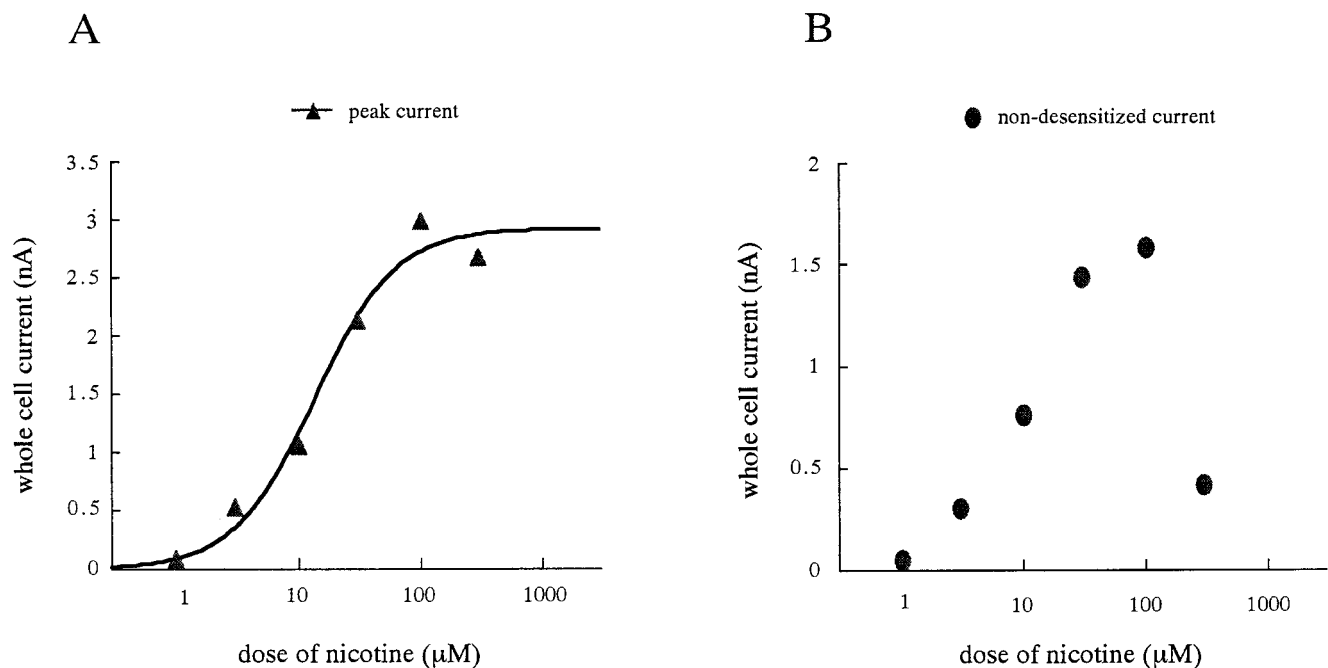 A
peak current
3.5
3
2.5
2
1.5
1
0.5
0
whole cell current (nA)
1
10
100
1000
dose of nicotine (µM)
B
non-desensitized current
2
1.5
1
0.5
0
whole cell current (nA)
1
10
100
1000
dose of nicotine (µM)